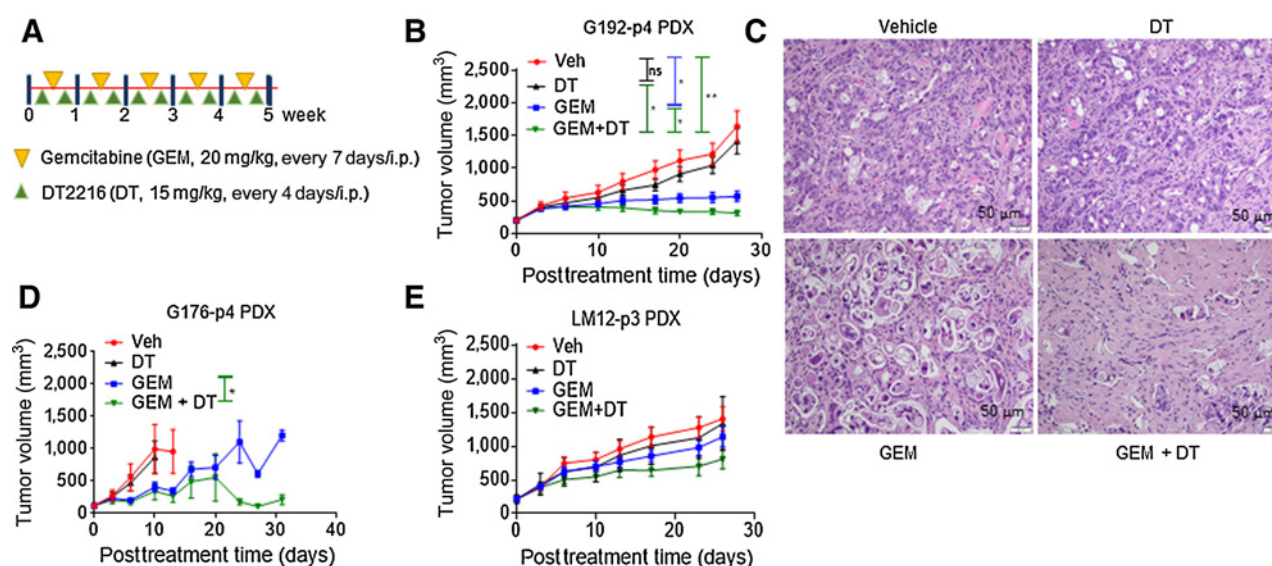 A
0 1 2 3 4 5 week
Gemcitabine (GEM, 20 mg/kg, every 7 days/i.p.)
DT2216 (DT, 15 mg/kg, every 4 days/i.p.)
B
G192-p4 PDX
Tumor volume (mm³)
2,500
2,000
1,500
1,000
500
0
Veh
DT
GEM
GEM+DT
ns
*
*
*
**
0 10 20 30
Posttreatment time (days)
C
Vehicle DT
50 µm 50 µm
50 µm 50 µm
GEM GEM + DT
D
G176-p4 PDX
Tumor volume (mm³)
2,500
2,000
1,500
1,000
500
0
Veh
DT
GEM
GEM + DT
*
0 10 20 30 40
Posttreatment time (days)
E
LM12-p3 PDX
Tumor volume (mm³)
2,500
2,000
1,500
1,000
500
0
Veh
DT
GEM
GEM+DT
0 10 20 30
Posttreatment time (days)